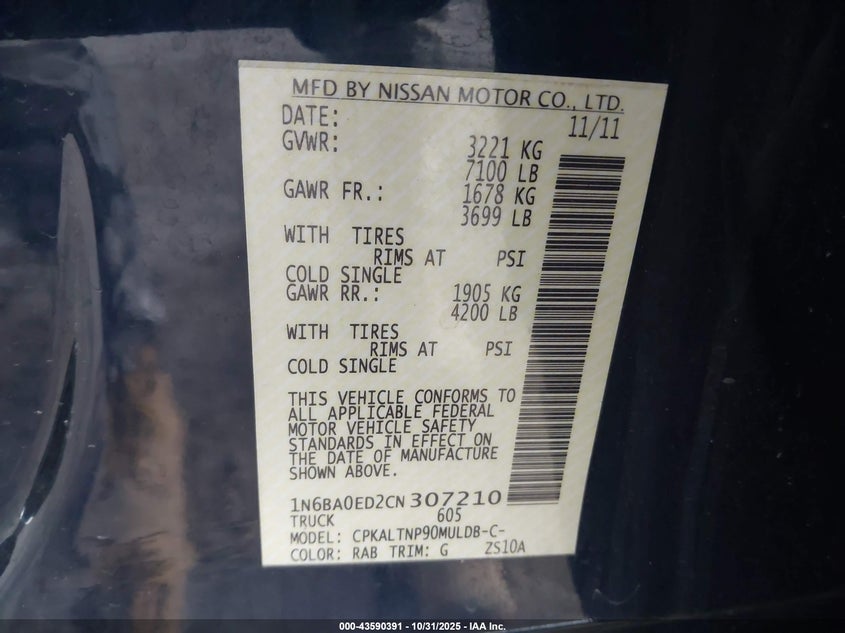 MFD BY NISSAN MOTOR CO., LTD.
DATE: 11/11
GVWR: 3221 KG
7100 LB
GAWR FR.: 1678 KG
3699 LB
WITH TIRES
RIMS AT PSI
COLD SINGLE
GAWR RR.: 1905 KG
4200 LB
WITH TIRES
RIMS AT PSI
COLD SINGLE
THIS VEHICLE CONFORMS TO
ALL APPLICABLE FEDERAL
MOTOR VEHICLE SAFETY
STANDARDS IN EFFECT ON
THE DATE OF MANUFACTURE
SHOWN ABOVE.
1N6BA0ED2CN307210
TRUCK 605
MODEL: CPKALTNP90MULDB-C-
COLOR: RAB TRIM: G ZS10A
000-43590391 - 10/31/2025 - IAA Inc.